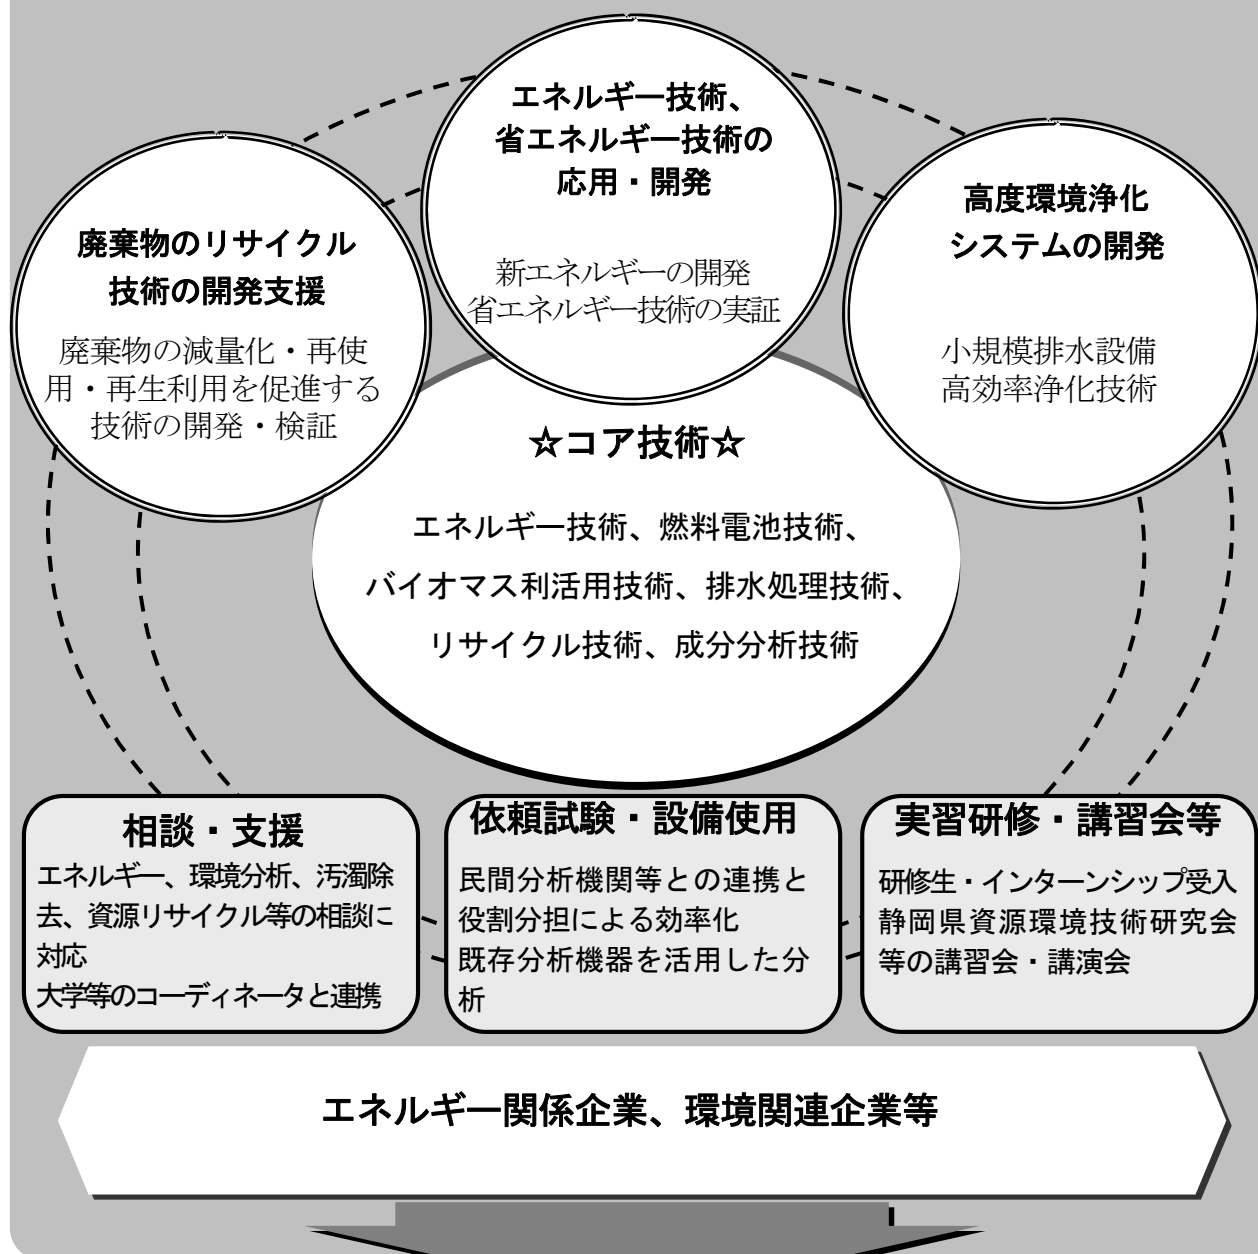 エネルギー技術、
省エネルギー技術の
応用・開発
新エネルギーの開発
省エネルギー技術の実証
廃棄物のリサイクル
技術の開発支援
廃棄物の減量化・再使
用・再生利用を促進する
技術の開発・検証
高度環境浄化
システムの開発
小規模排水設備
高効率浄化技術
☆コア技術☆
エネルギー技術、燃料電池技術、
バイオマス利活用技術、排水処理技術、
リサイクル技術、成分分析技術
相談・支援
エネルギー、環境分析、汚濁除
去、資源リサイクル等の相談に
対応
大学等のコーディネータと連携
依頼試験・設備使用
民間分析機関等との連携と
役割分担による効率化
既存分析機器を活用した分
析
実習研修・講習会等
研修生・インターンシップ受入
静岡県資源環境技術研究会
等の講習会・講演会
エネルギー関係企業、環境関連企業等